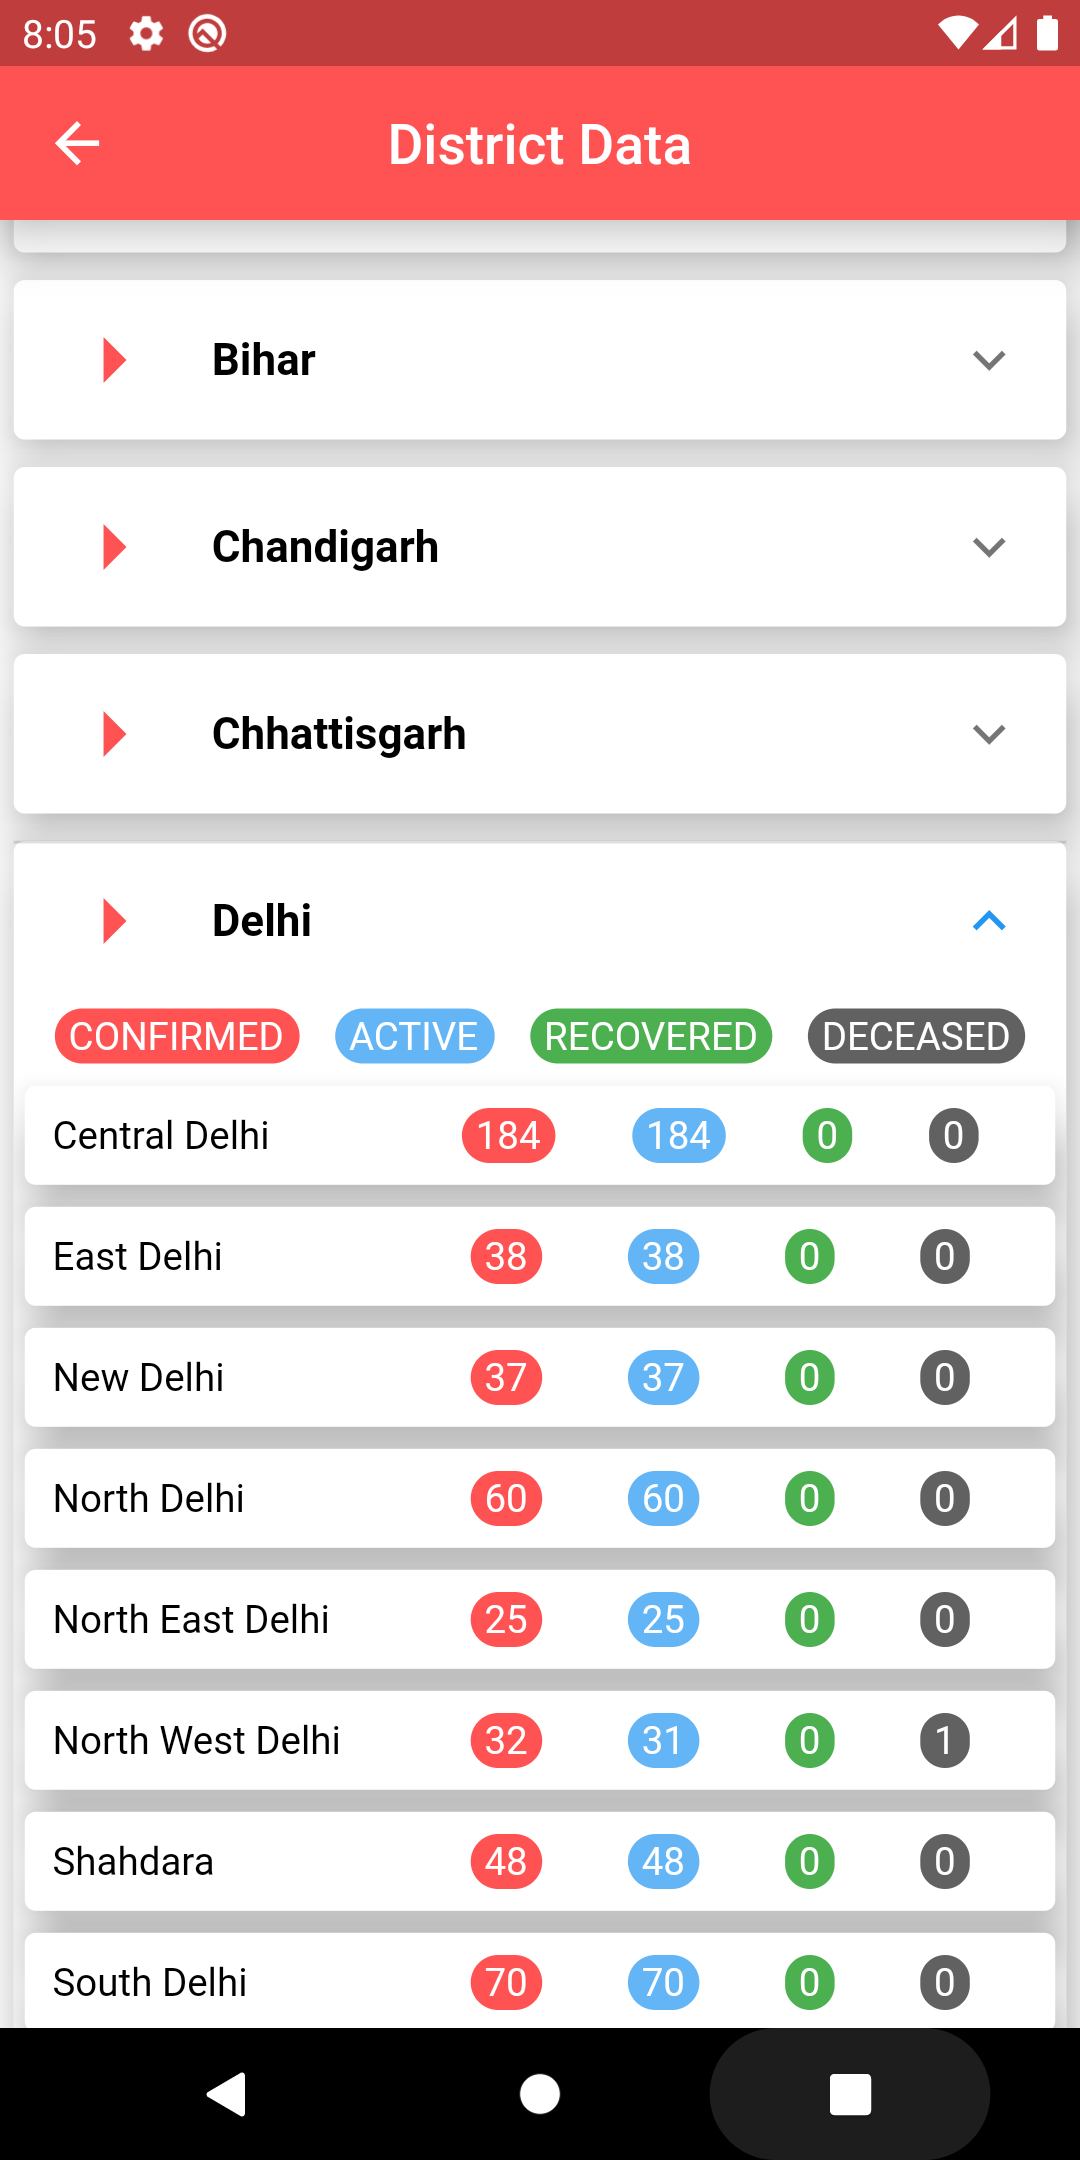 8:05
District Data
Bihar
Chandigarh
Chhattisgarh
Delhi
CONFIRMED ACTIVE RECOVERED DECEASED
Central Delhi 184 184 0 0
East Delhi 38 38 0 0
New Delhi 37 37 0 0
North Delhi 60 60 0 0
North East Delhi 25 25 0 0
North West Delhi 32 31 0 1
Shahdara 48 48 0 0
South Delhi 70 70 0 0